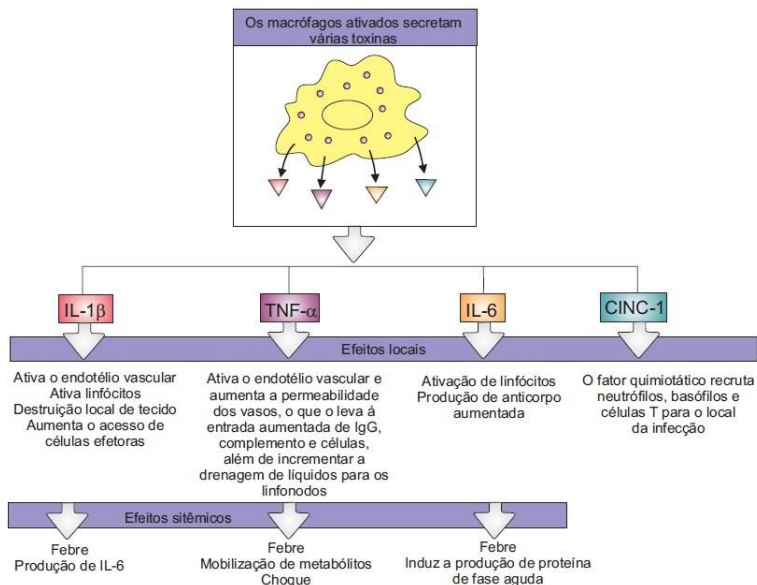 Os macrófagos ativados secretam
várias toxinas
IL-1β
TNF-α
IL-6
CINC-1
Efeitos locais
Ativa o endotélio vascular
Ativa linfócitos
Destruição local de tecido
Aumenta o acesso de
células efetoras
Ativa o endotélio vascular e
aumenta a permeabilidade
dos vasos, o que o leva á
entrada aumentada de IgG,
complemento e células,
além de incrementar a
drenagem de líquidos para os
linfonodos
Ativação de linfócitos
Produção de anticorpo
aumentada
O fator quimiotático recruta
neutrófilos, basófilos e
células T para o local
da infecção
Efeitos sitêmicos
Febre
Produção de IL-6
Febre
Mobilização de metabólitos
Choque
Febre
Induz a produção de proteína
de fase aguda